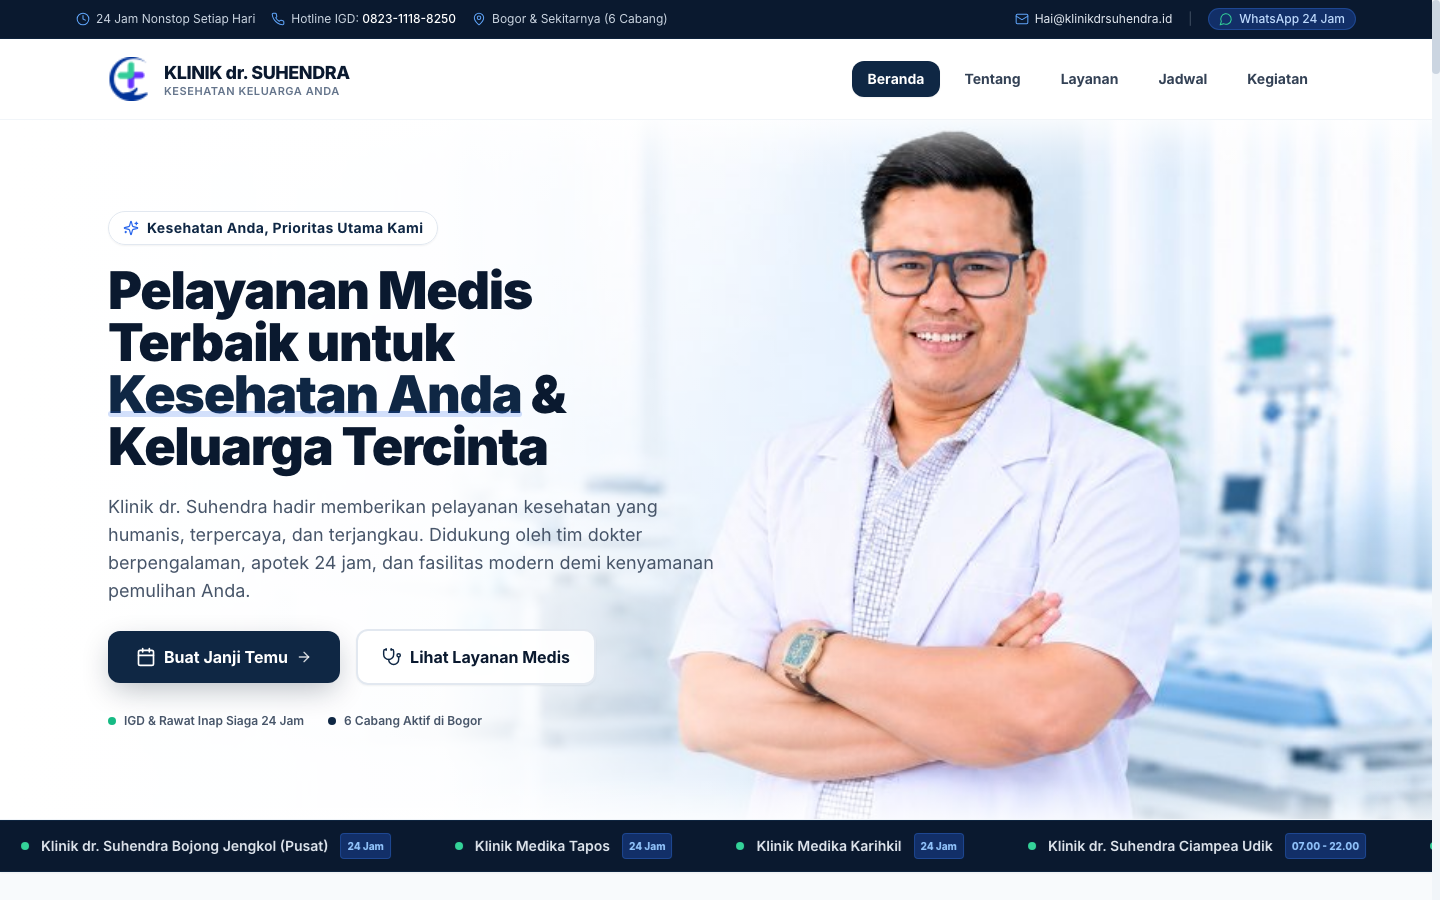 24 Jam Nonstop Setiap Hari
Hotline IGD: 0823-1118-8250
Bogor & Sekitarnya (6 Cabang)
Hai@klinikdrsuhendra.id
WhatsApp 24 Jam
KLINIK dr. SUHENDRA
KESEHATAN KELUARGA ANDA
Beranda
Tentang
Layanan
Jadwal
Kegiatan
Kesehatan Anda, Prioritas Utama Kami
Pelayanan Medis
Terbaik untuk
Kesehatan Anda &
Keluarga Tercinta
Klinik dr. Suhendra hadir memberikan pelayanan kesehatan yang
humanis, terpercaya, dan terjangkau. Didukung oleh tim dokter
berpengalaman, apotek 24 jam, dan fasilitas modern demi kenyamanan
pemulihan Anda.
Buat Janji Temu
Lihat Layanan Medis
IGD & Rawat Inap Siaga 24 Jam
6 Cabang Aktif di Bogor
Klinik dr. Suhendra Bojong Jengkol (Pusat)
24 Jam
Klinik Medika Tapos
24 Jam
Klinik Medika Karihkil
24 Jam
Klinik dr. Suhendra Ciampea Udik
07.00 - 22.00